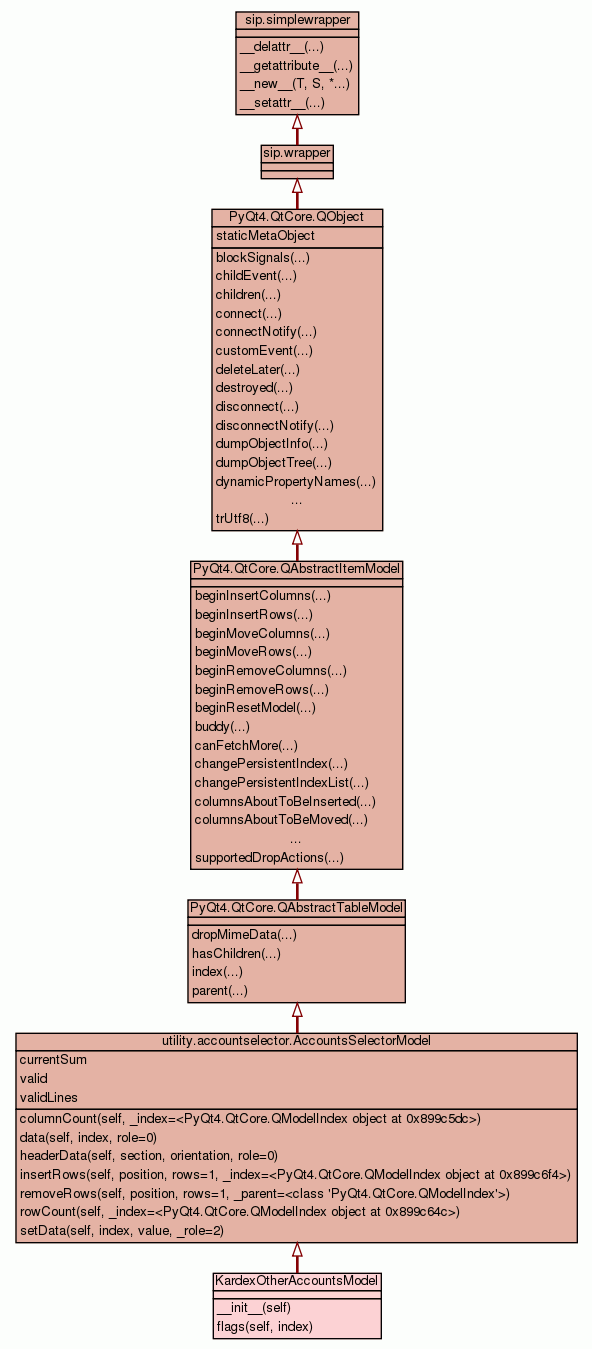 sip.simplewrapper
__delattr__(...)
__getattribute__(...)
__new__(T, S, *...)
__setattr__(...)
sip.wrapper
PyQt4.QtCore.QObject
staticMetaObject
blockSignals(...)
childEvent(...)
children(...)
connect(...)
connectNotify(...)
customEvent(...)
deleteLater(...)
destroyed(...)
disconnect(...)
disconnectNotify(...)
dumpObjectInfo(...)
dumpObjectTree(...)
dynamicPropertyNames(...)
...
trUtf8(...)
PyQt4.QtCore.QAbstractItemModel
beginInsertColumns(...)
beginInsertRows(...)
beginMoveColumns(...)
beginMoveRows(...)
beginRemoveColumns(...)
beginRemoveRows(...)
beginResetModel(...)
buddy(...)
canFetchMore(...)
changePersistentIndex(...)
changePersistentIndexList(...)
columnsAboutToBeInserted(...)
columnsAboutToBeMoved(...)
...
supportedDropActions(...)
PyQt4.QtCore.QAbstractTableModel
dropMimeData(...)
hasChildren(...)
index(...)
parent(...)
utility.accountselector.AccountsSelectorModel
currentSum
valid
validLines
columnCount(self, _index=<PyQt4.QtCore.QModelIndex object at 0x899c5dc>)
data(self, index, role=0)
headerData(self, section, orientation, role=0)
insertRows(self, position, rows=1, _index=<PyQt4.QtCore.QModelIndex object at 0x899c6f4>)
removeRows(self, position, rows=1, _parent=<class 'PyQt4.QtCore.QModelIndex'>)
rowCount(self, _index=<PyQt4.QtCore.QModelIndex object at 0x899c64c>)
setData(self, index, value, _role=2)
KardexOtherAccountsModel
__init__(self)
flags(self, index)